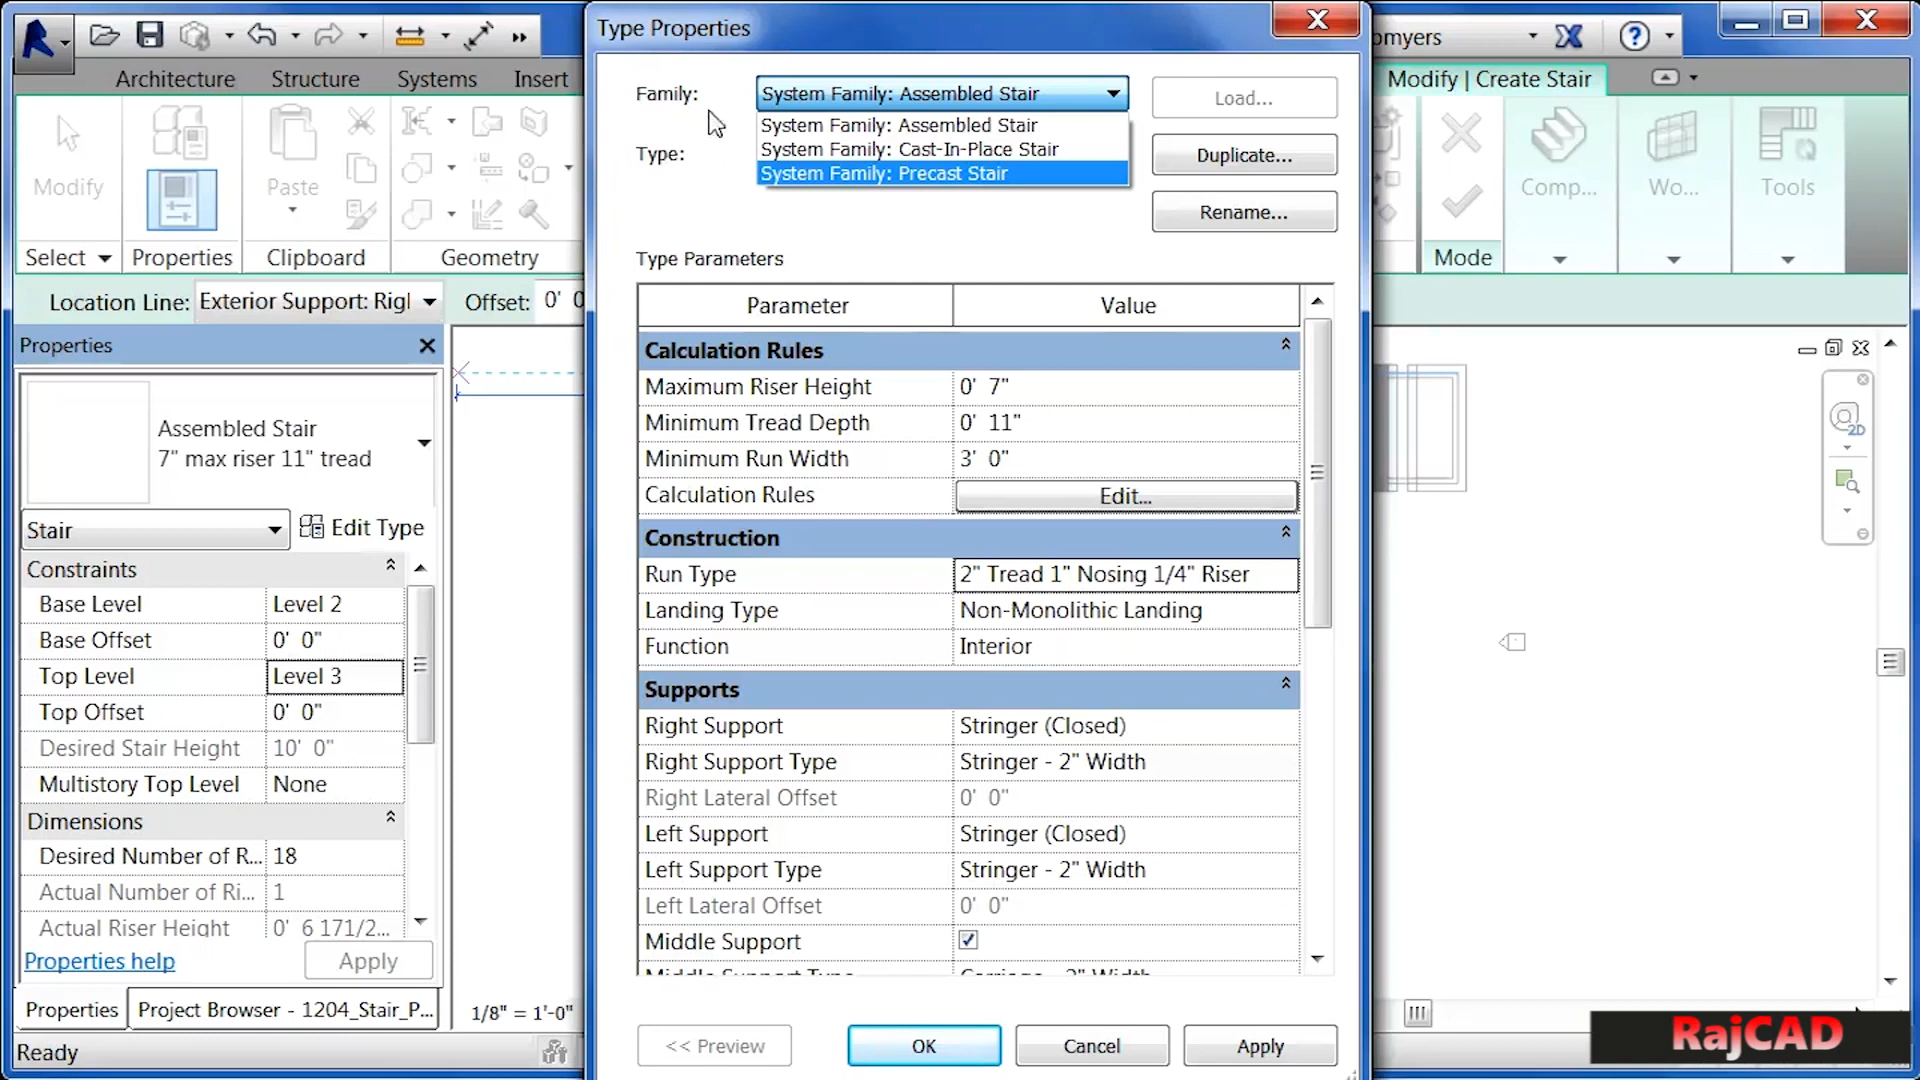 Type Properties
omyers
Architecture
Structure
Systems
Insert
Modify | Create Stair
Modify
Paste
Select
Properties
Clipboard
Geometry
Mode
Comp...
Wo...
Tools
Location Line:
Exterior Support: Rigl
Offset:
0' 0
Properties
Assembled Stair
7" max riser 11" tread
Stair
Edit Type
Constraints
Base Level Level 2
Base Offset 0' 0"
Top Level Level 3
Top Offset 0' 0"
Desired Stair Height 10' 0"
Multistory Top Level None
Dimensions
Desired Number of R... 18
Actual Number of Ri... 1
Actual Riser Height 0' 6 171/2...
Properties help
Apply
Properties
Project Browser - 1204_Stair_P...
1/8" = 1'-0"
Ready
Family:
System Family: Assembled Stair
Load...
System Family: Assembled Stair
System Family: Cast-In-Place Stair
System Family: Precast Stair
Type:
Duplicate...
Rename...
Type Parameters
Parameter Value
Calculation Rules
Maximum Riser Height 0' 7"
Minimum Tread Depth 0' 11"
Minimum Run Width 3' 0"
Calculation Rules Edit...
Construction
Run Type 2" Tread 1" Nosing 1/4" Riser
Landing Type Non-Monolithic Landing
Function Interior
Supports
Right Support Stringer (Closed)
Right Support Type Stringer - 2" Width
Right Lateral Offset 0' 0"
Left Support Stringer (Closed)
Left Support Type Stringer - 2" Width
Left Lateral Offset 0' 0"
Middle Support
Middle Support Type Carriage - 2" Width
<< Preview
OK
Cancel
Apply
2D
RajCAD